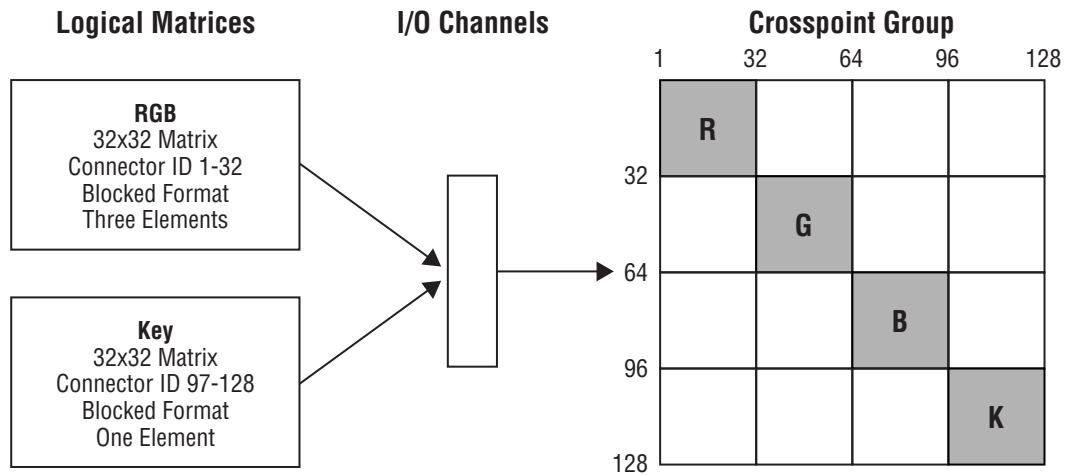 Logical Matrices
I/O Channels
Crosspoint Group
1 32 64 96 128
RGB
32x32 Matrix
Connector ID 1-32
Blocked Format
Three Elements
Key
32x32 Matrix
Connector ID 97-128
Blocked Format
One Element
R
32
G
64
B
96
K
128